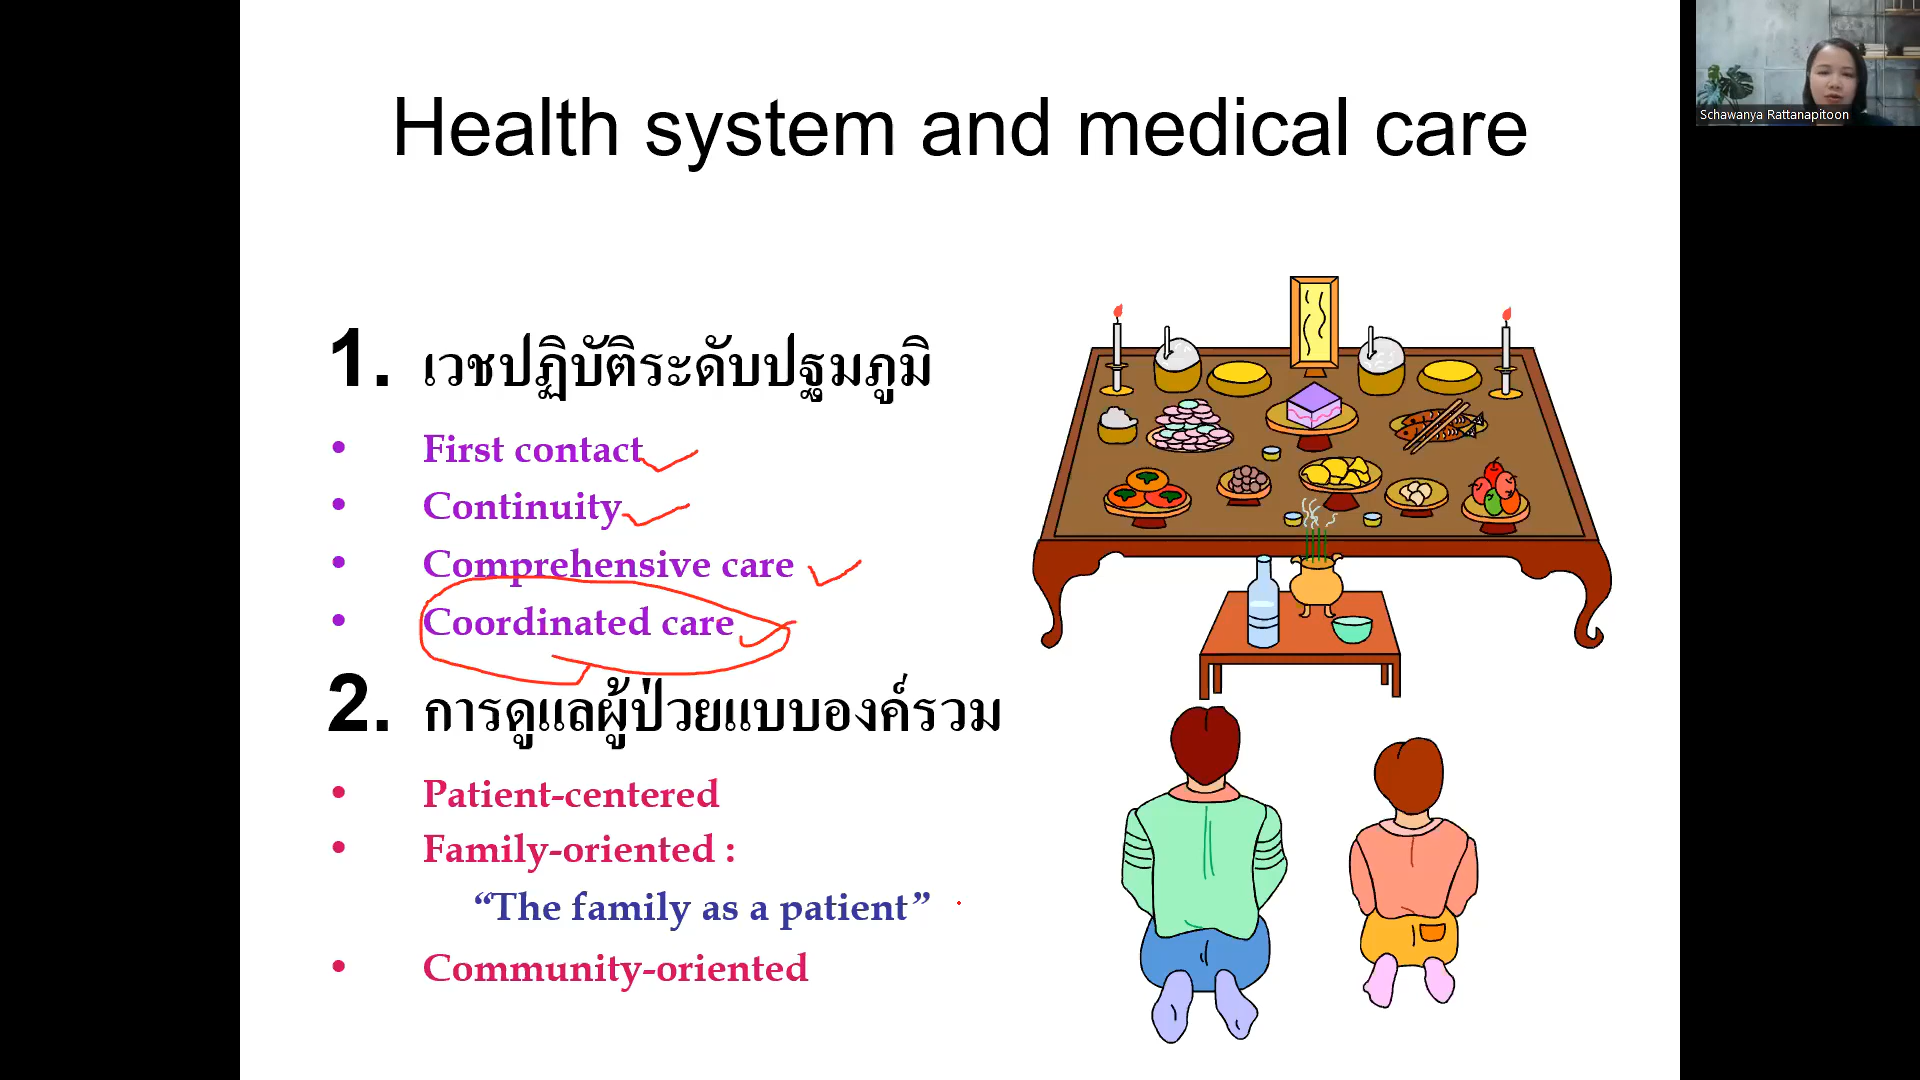 Health system and medical care
Schawanya Rattanapitoon
1. เวชปฏิบัติระดับปฐมภูมิ
• First contact
• Continuity
• Comprehensive care
• Coordinated care
2. การดูแลผู้ป่วยแบบองค์รวม
• Patient-centered
• Family-oriented :
“The family as a patient”
• Community-oriented